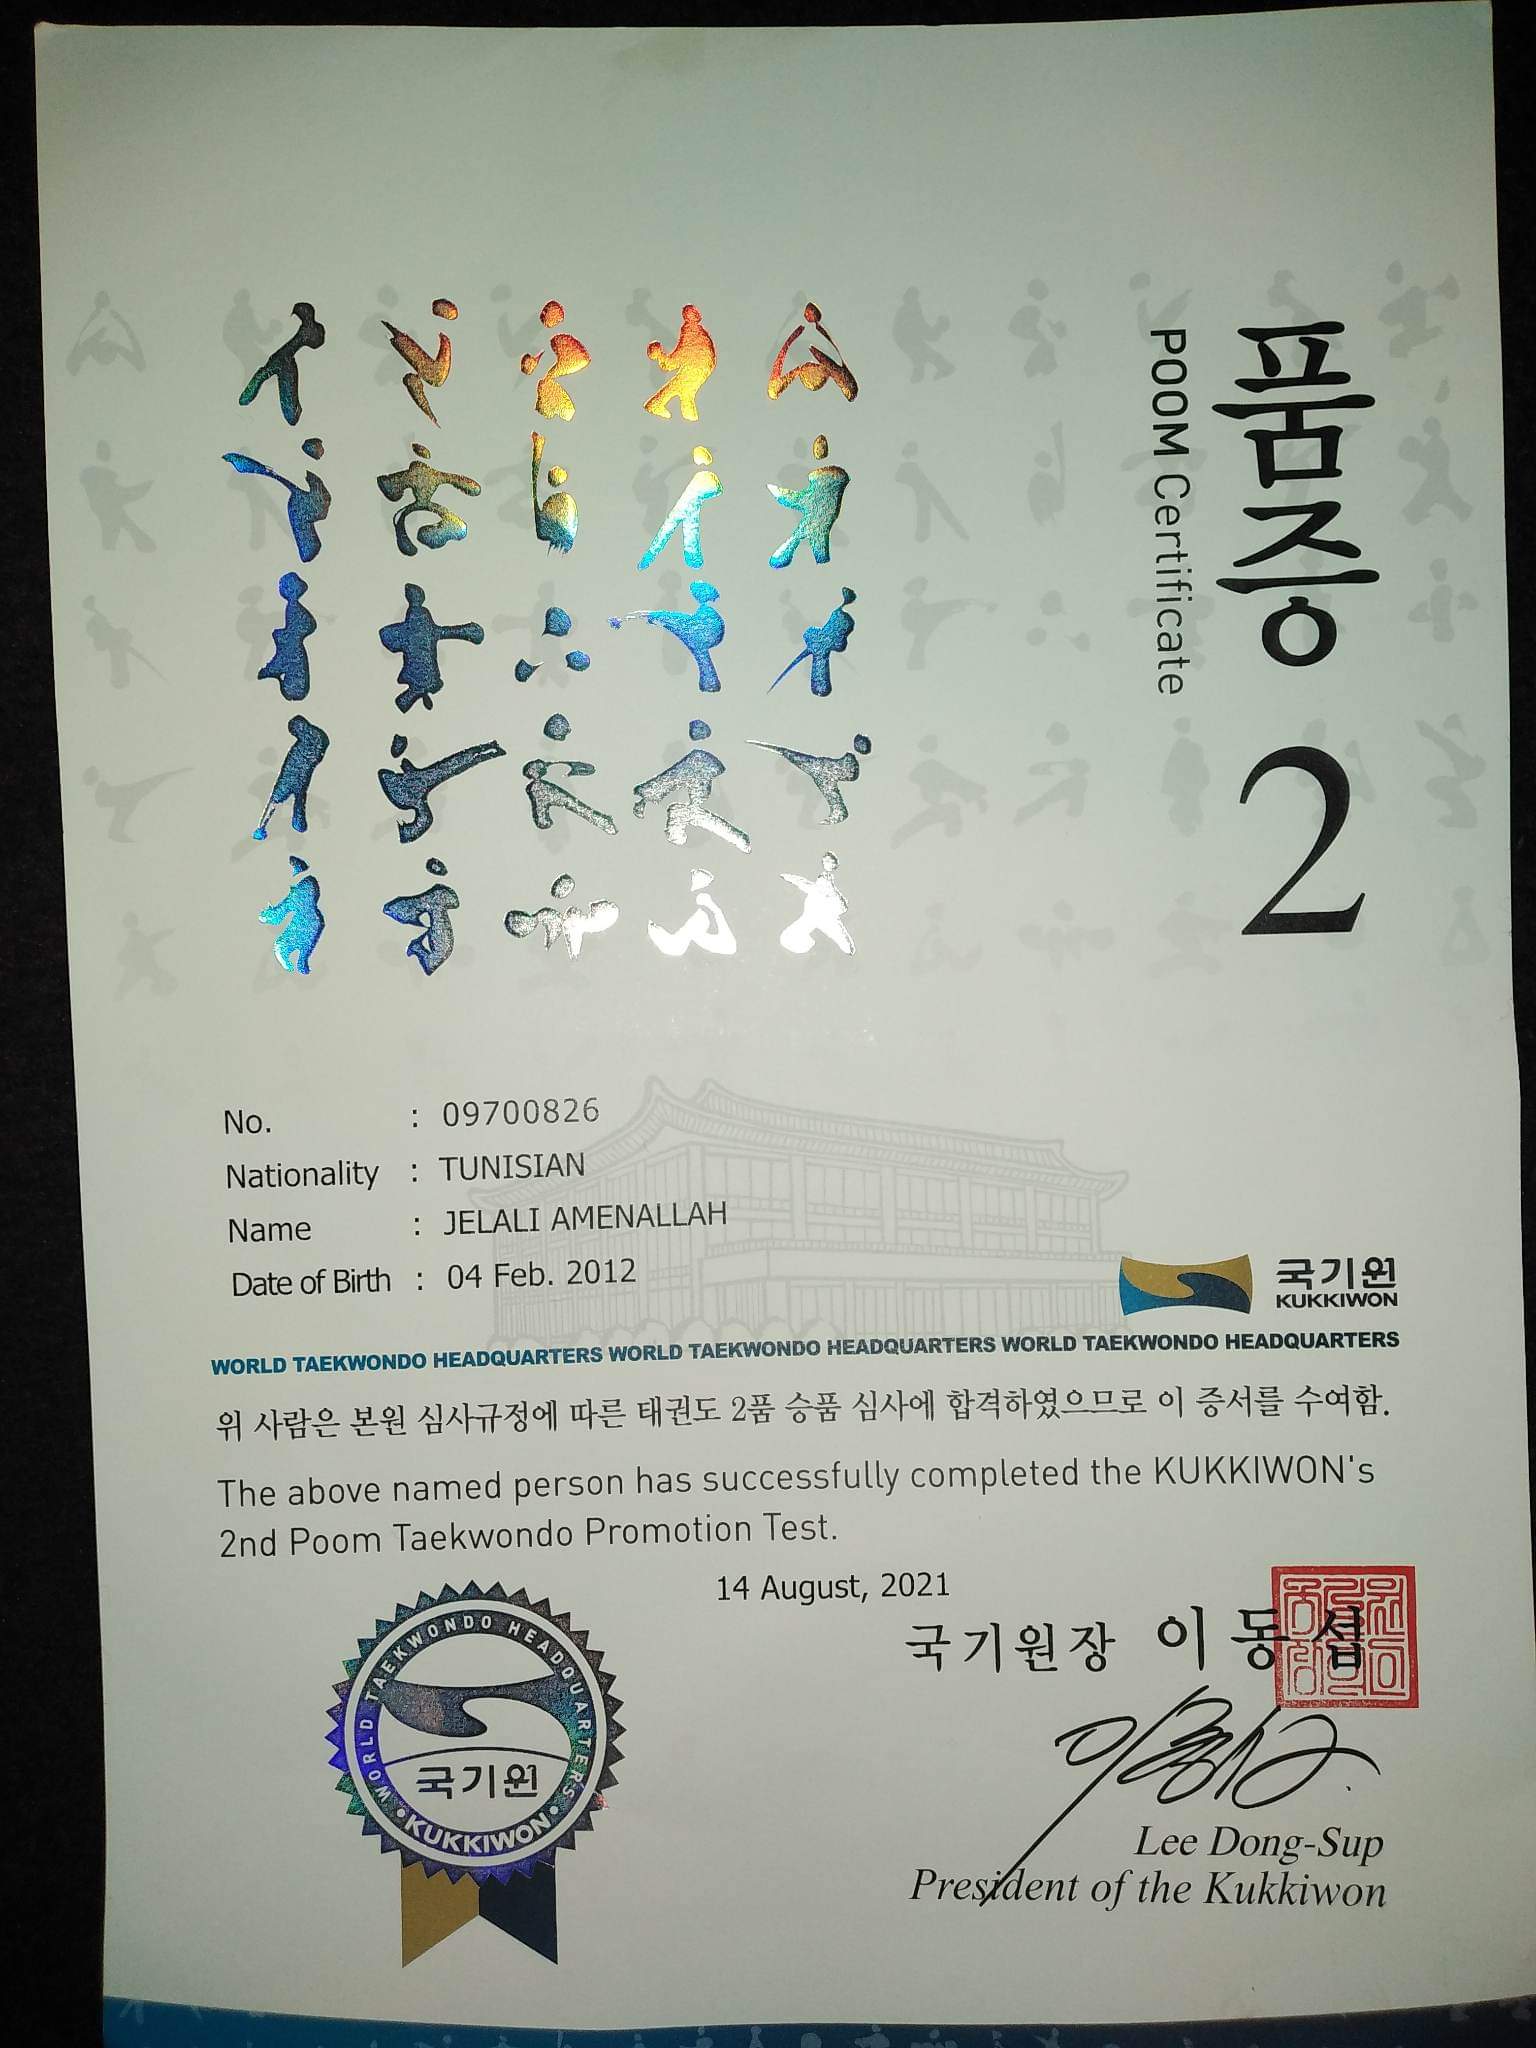 품증 2
POOM Certificate
No. : 09700826
Nationality : TUNISIAN
Name : JELALI AMENALLAH
Date of Birth : 04 Feb. 2012
국기원
KUKKIWON
WORLD TAEKWONDO HEADQUARTERS WORLD TAEKWONDO HEADQUARTERS WORLD TAEKWONDO HEADQUARTERS
위 사람은 본원 심사규정에 따른 태권도 2품 승품 심사에 합격하였으므로 이 증서를 수여함.
The above named person has successfully completed the KUKKIWON's
2nd Poom Taekwondo Promotion Test.
14 August, 2021
국기원장 이동섭
Lee Dong-Sup
President of the Kukkiwon
WORLD TAEKWONDO HEADQUARTERS
국기원
•KUKKIWON•